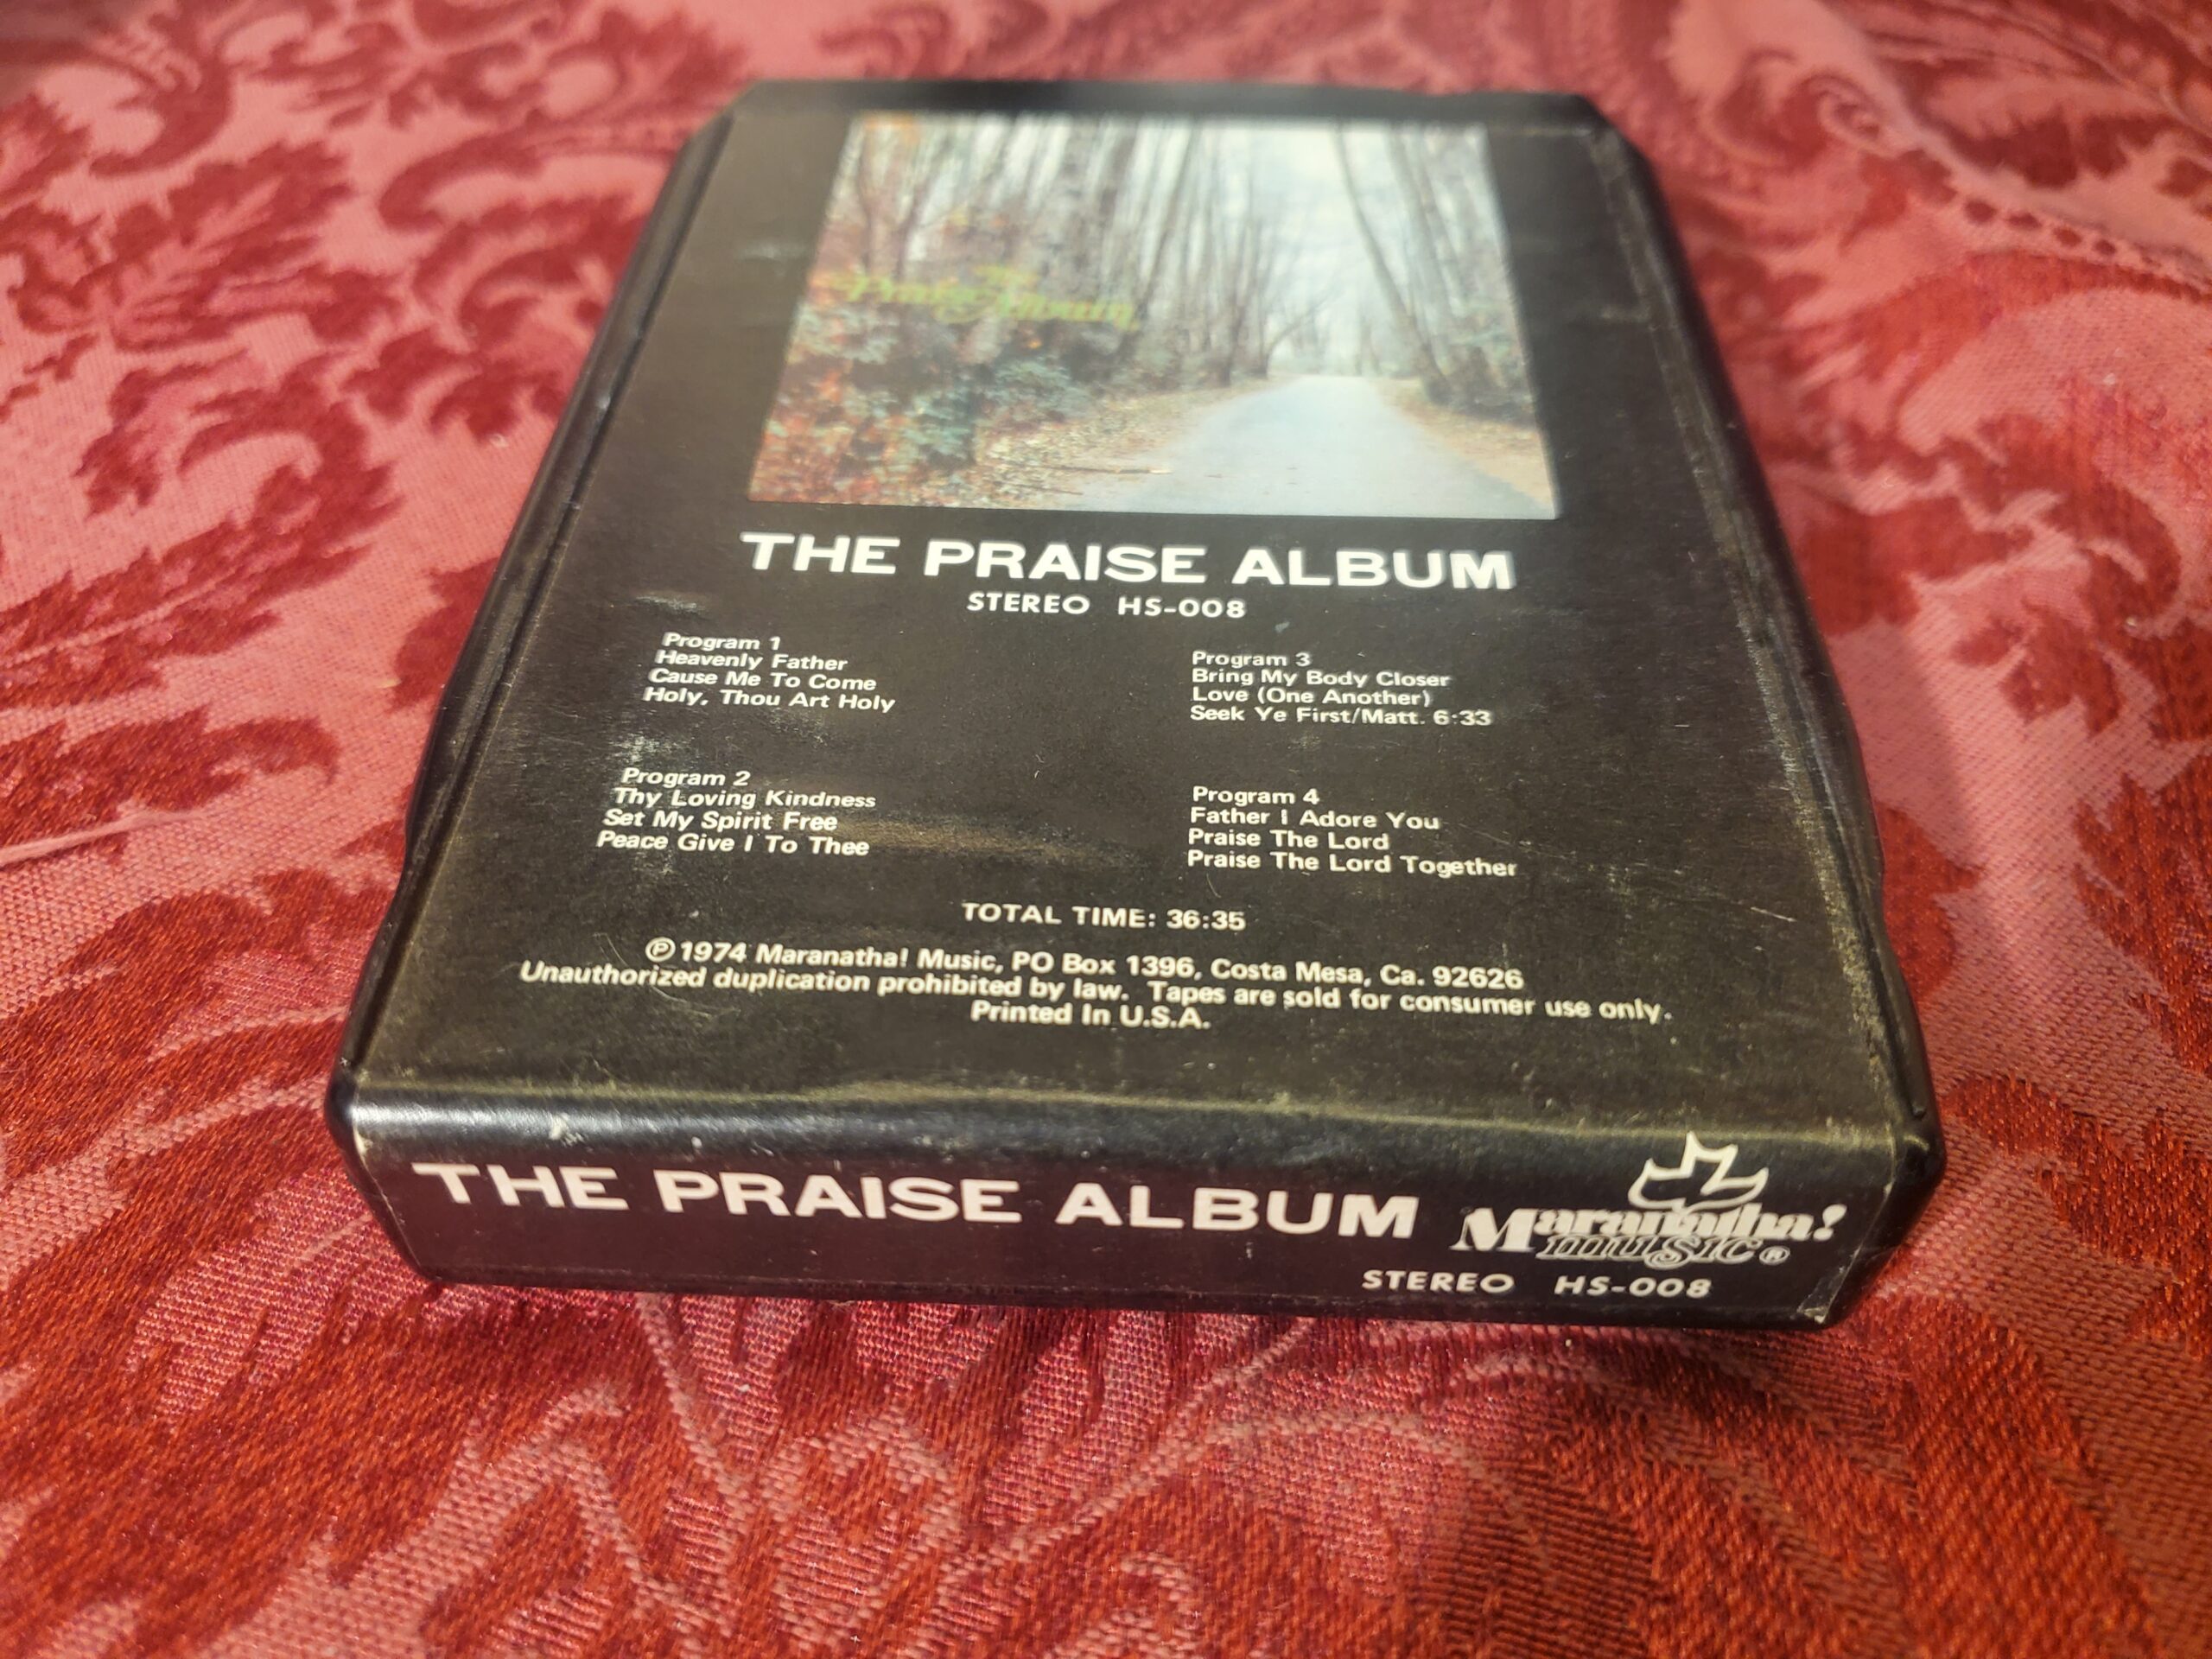 The
Praise Album
THE PRAISE ALBUM
STEREO HS-008
Program 1
Heavenly Father
Cause Me To Come
Holy, Thou Art Holy
Program 2
Thy Loving Kindness
Set My Spirit Free
Peace Give I To Thee
Program 3
Bring My Body Closer
Love (One Another)
Seek Ye First/Matt. 6:33
Program 4
Father I Adore You
Praise The Lord
Praise The Lord Together
TOTAL TIME: 36:35
℗1974 Maranatha! Music, PO Box 1396, Costa Mesa, Ca. 92626
Unauthorized duplication prohibited by law. Tapes are sold for consumer use only.
Printed In U.S.A.
THE PRAISE ALBUM
Maranatha!
music®
STEREO HS-008